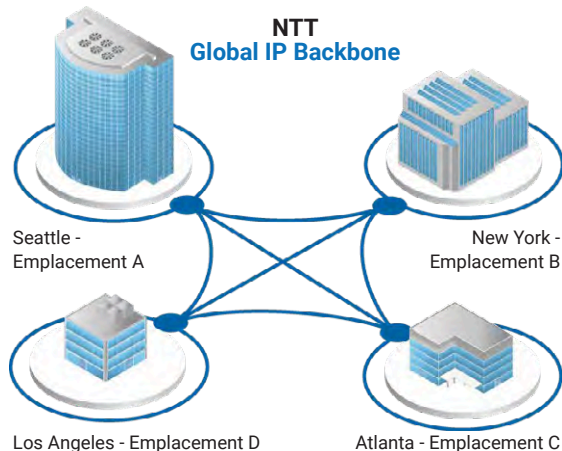 NTT
Global IP Backbone
Seattle -
Emplacement A
New York -
Emplacement B
Los Angeles - Emplacement D
Atlanta - Emplacement C